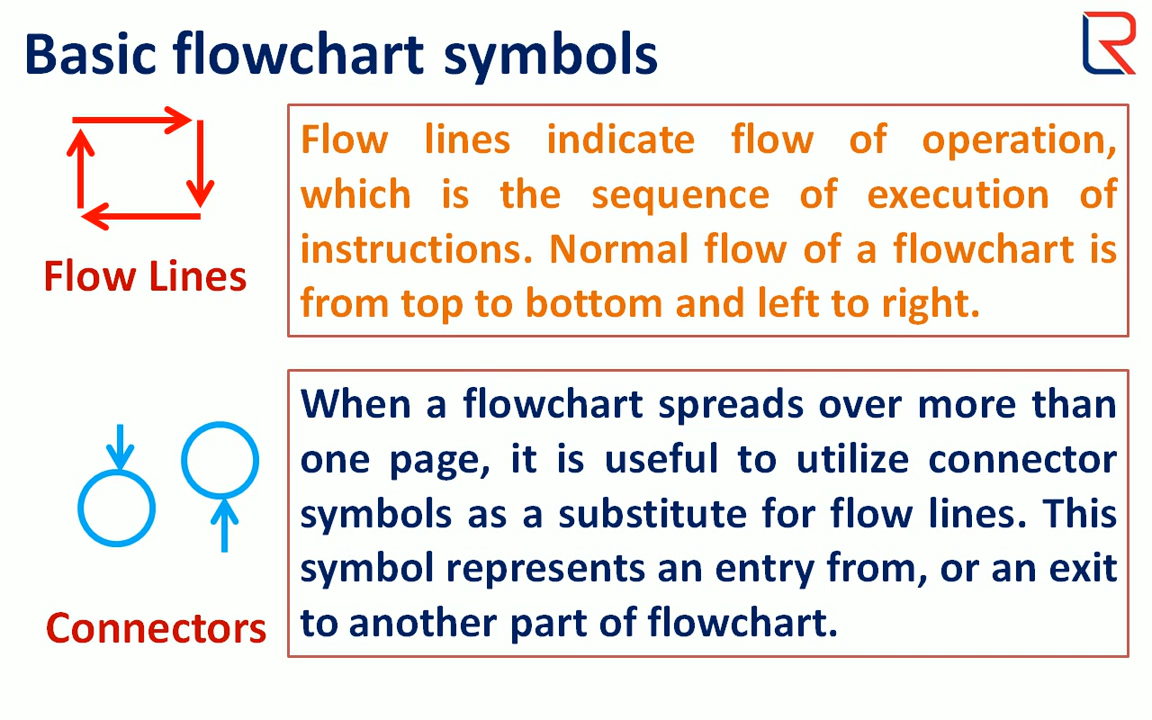 Basic flowchart symbols
Flow lines indicate flow of operation,
which is the sequence of execution of
instructions. Normal flow of a flowchart is
from top to bottom and left to right.
Flow Lines
When a flowchart spreads over more than
one page, it is useful to utilize connector
symbols as a substitute for flow lines. This
symbol represents an entry from, or an exit
to another part of flowchart.
Connectors